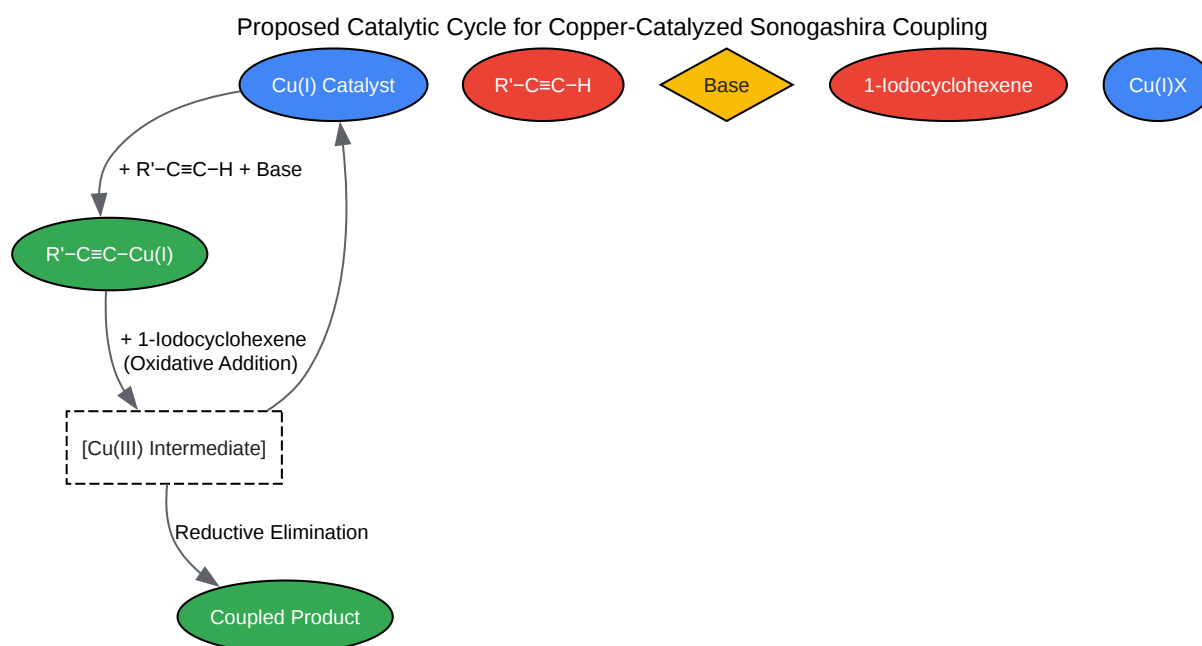 Proposed Catalytic Cycle for Copper-Catalyzed Sonogashira Coupling
Cu(I) Catalyst
R'−C≡C−H
Base
1-Iodocyclohexene
Cu(I)X
+ R'−C≡C−H + Base
R'−C≡C−Cu(I)
+ 1-Iodocyclohexene
(Oxidative Addition)
[Cu(III) Intermediate]
Reductive Elimination
Coupled Product